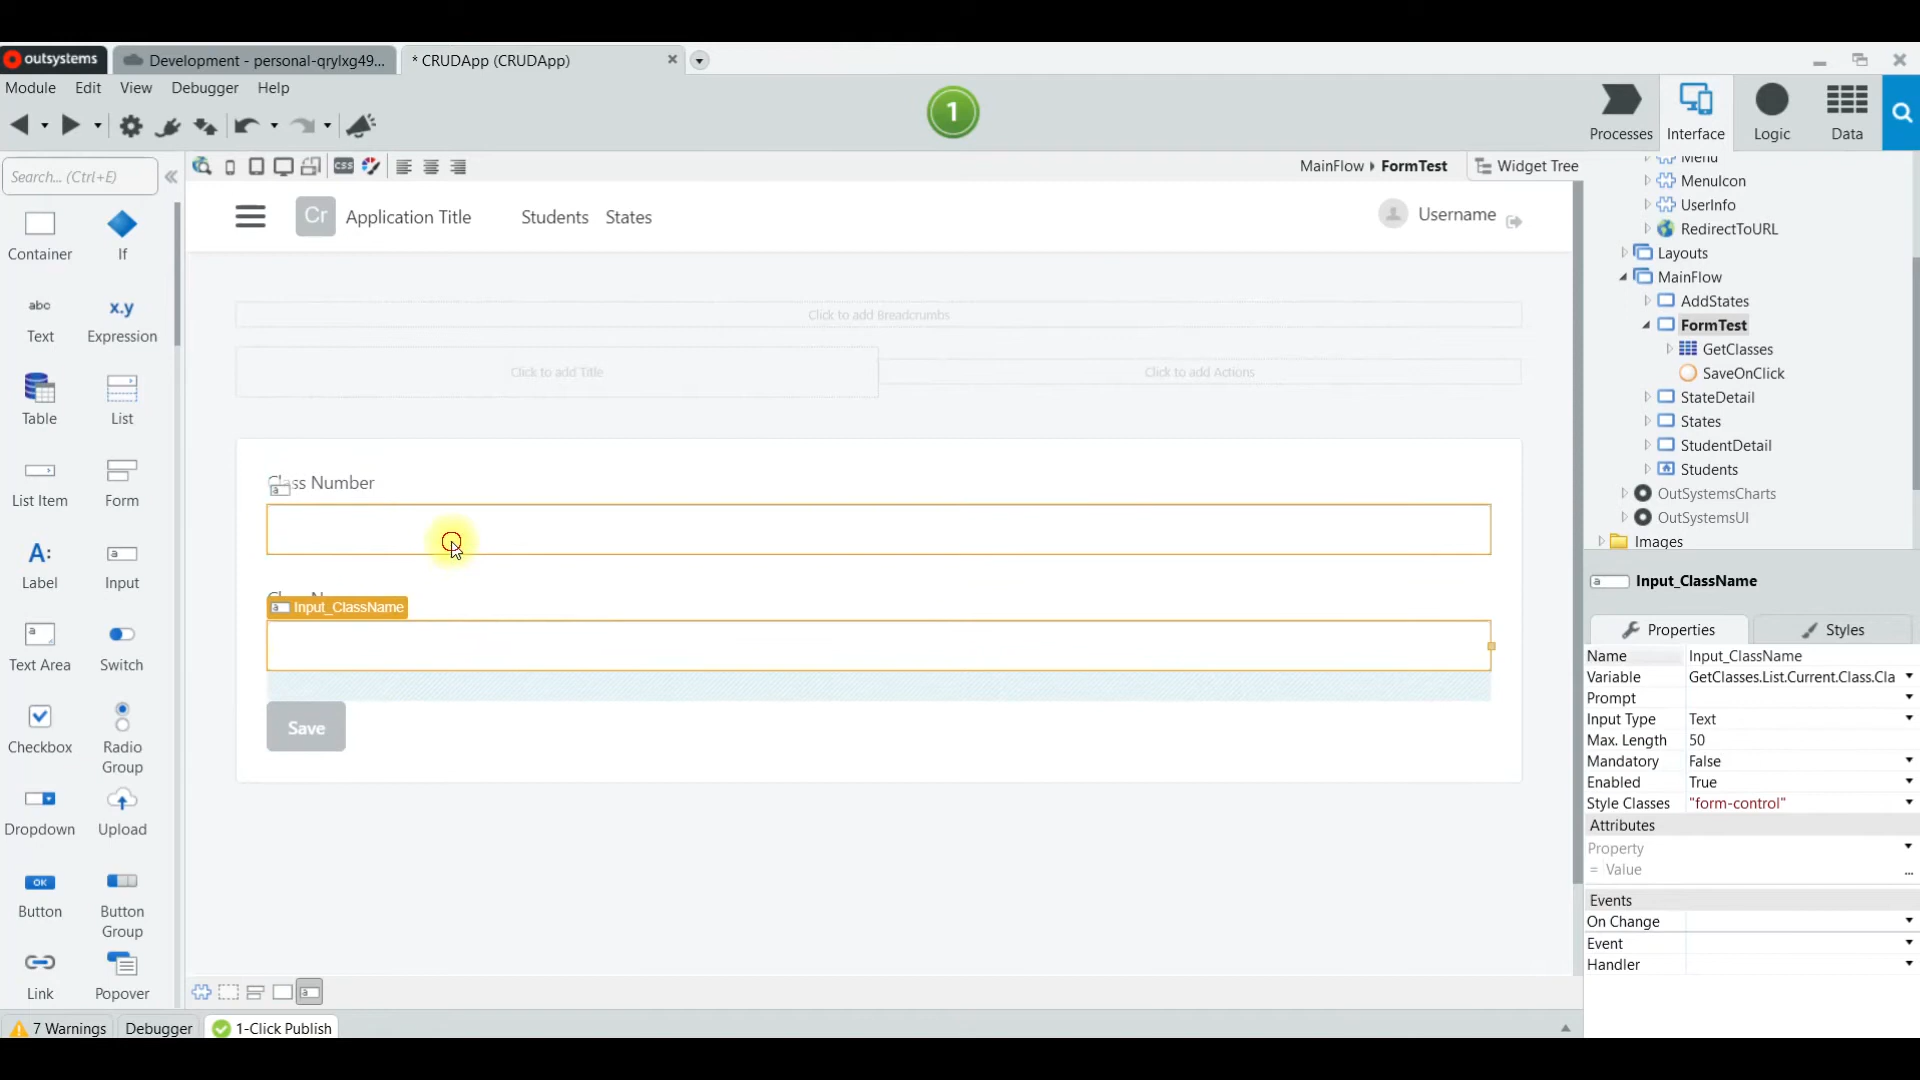 outsystems
Development - personal-qrylxg49...
* CRUDApp (CRUDApp)
Module
Edit
View
Debugger
Help
1
Processes
Interface
Logic
Data
Search... (Ctrl+E)
MainFlow
FormTest
Widget Tree
Container
If
abc
Text
x.y
Expression
Table
List
List Item
Form
A:
Label
Input
Text Area
Switch
Checkbox
Radio
Group
Dropdown
Upload
OK
Button
Button
Group
Link
Popover
Cr
Application Title
Students
States
Username
Click to add Breadcrumbs
Click to add Title
Click to add Actions
Class Number
Input_ClassName
Save
Menu
MenuIcon
UserInfo
RedirectToURL
Layouts
MainFlow
AddStates
FormTest
GetClasses
SaveOnClick
StateDetail
States
StudentDetail
Students
OutSystemsCharts
OutSystemsUI
Images
Input_ClassName
Properties
Styles
Name
Input_ClassName
Variable
GetClasses.List.Current.Class.Cla
Prompt
Input Type
Text
Max. Length
50
Mandatory
False
Enabled
True
Style Classes
"form-control"
Attributes
Property
= Value
...
Events
On Change
Event
Handler
7 Warnings
Debugger
1-Click Publish